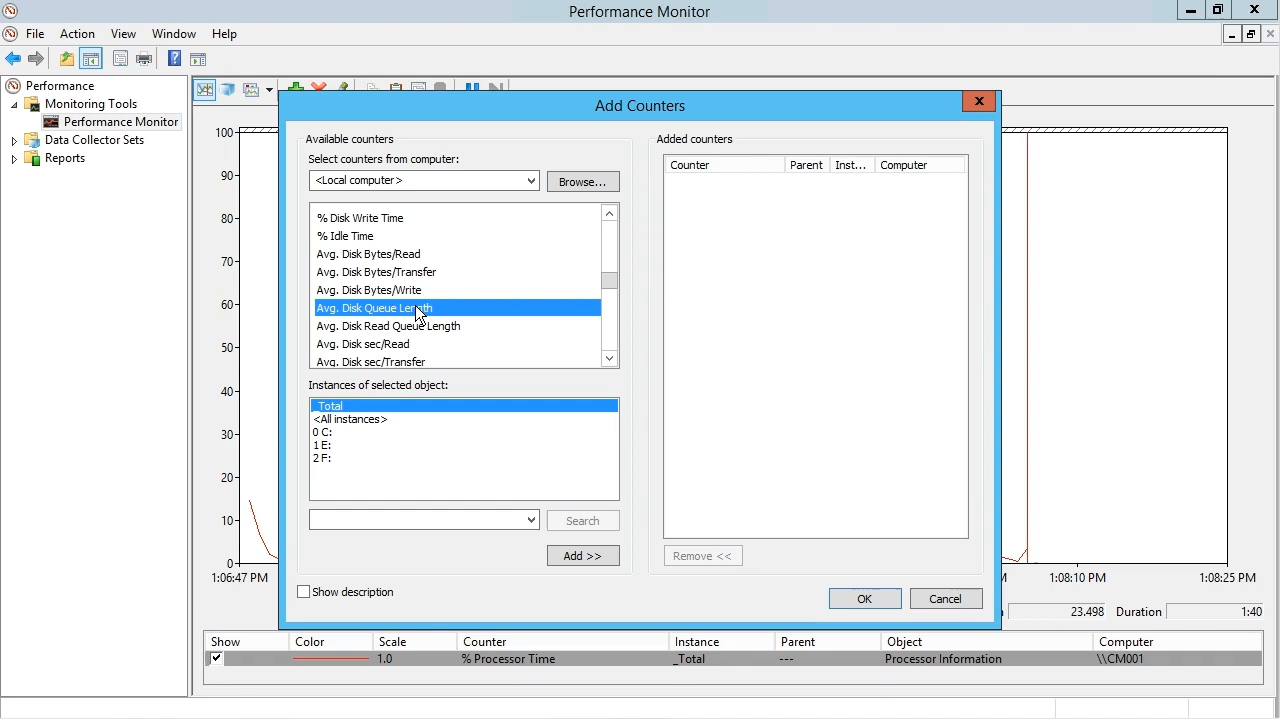 Performance Monitor
File Action View Window Help
Performance
Monitoring Tools
Performance Monitor
Data Collector Sets
Reports
Add Counters
Available counters
Select counters from computer:
<Local computer>
Browse...
% Disk Write Time
% Idle Time
Avg. Disk Bytes/Read
Avg. Disk Bytes/Transfer
Avg. Disk Bytes/Write
Avg. Disk Queue Length
Avg. Disk Read Queue Length
Avg. Disk sec/Read
Avg. Disk sec/Transfer
Instances of selected object:
_Total
<All instances>
0 C:
1 E:
2 F:
Search
Add >>
Show description
Added counters
Counter Parent Inst... Computer
Remove <<
OK
Cancel
100
90
80
70
60
50
40
30
20
10
0
1:06:47 PM
1:08:10 PM
1:08:25 PM
23.498 Duration 1:40
Show Color Scale Counter Instance Parent Object Computer
1.0 % Processor Time _Total --- Processor Information \\CM001